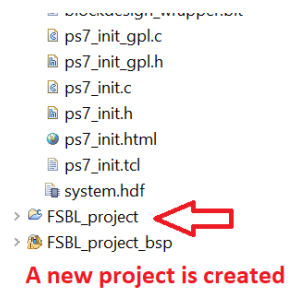 blockdesign_wrapper.bit
ps7_init_gpl.c
ps7_init_gpl.h
ps7_init.c
ps7_init.h
ps7_init.html
ps7_init.tcl
system.hdf
FSBL_project
FSBL_project_bsp
A new project is created